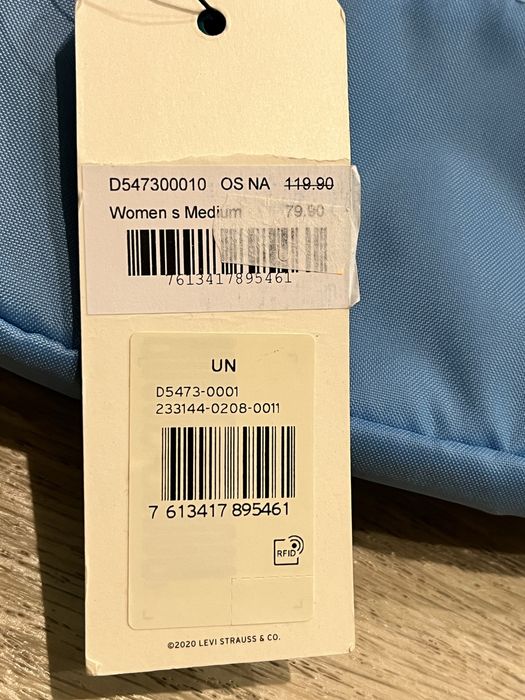 D547300010 OS NA 119.90
Women s Medium 79.90
7613417895461
UN
D5473-0001
233144-0208-0011
7 613417 895461
RFID
©2020 LEVI STRAUSS & CO.